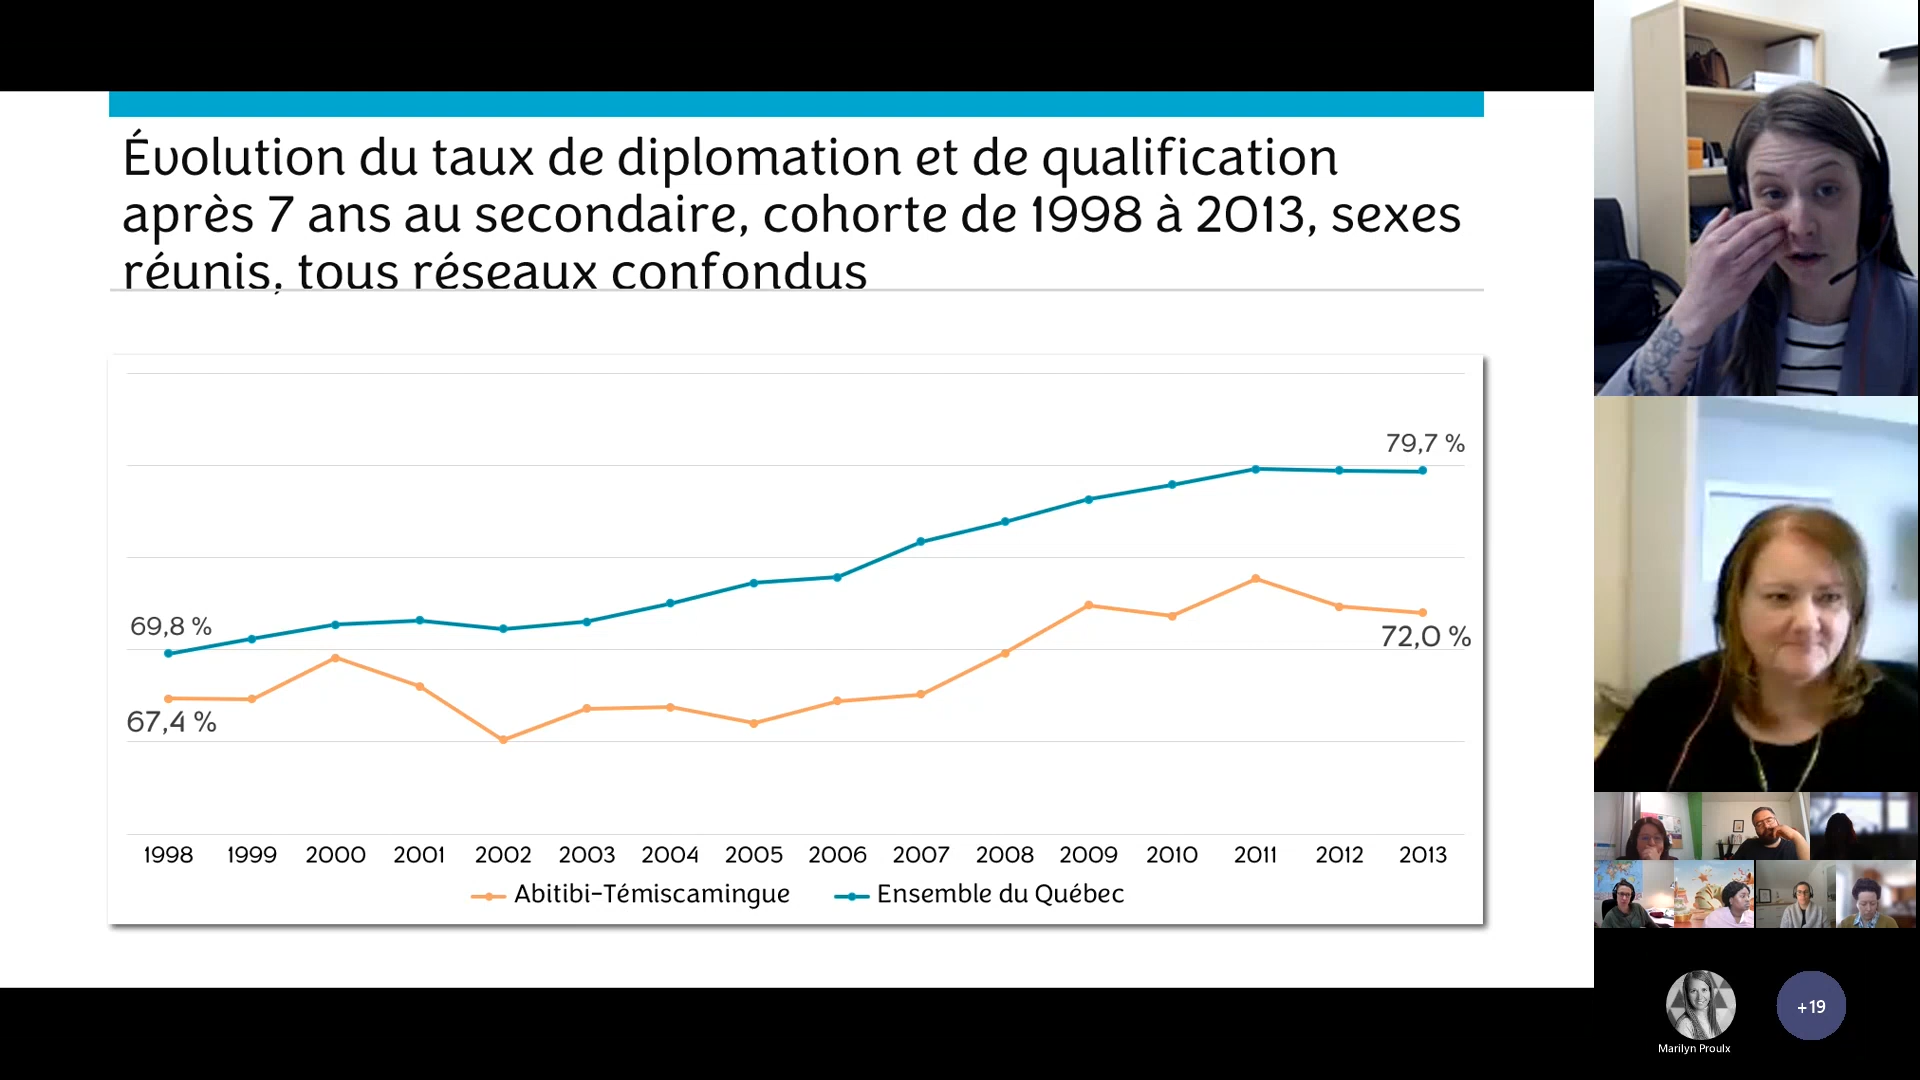 Évolution du taux de diplomation et de qualification
après 7 ans au secondaire, cohorte de 1998 à 2013, sexes
réunis, tous réseaux confondus
79,7 %
69,8 %
72,0 %
67,4 %
1998 1999 2000 2001 2002 2003 2004 2005 2006 2007 2008 2009 2010 2011 2012 2013
Abitibi-Témiscamingue Ensemble du Québec
+19
Marilyn Proulx